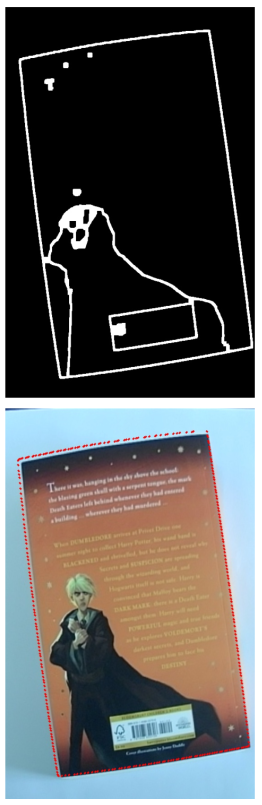 There it was, hanging in the sky above the school:
the blazing green skull with a serpent tongue, the mark
Death Eaters left behind whenever they had entered
a building ... wherever they had murdered ...
When DUMBLEDORE arrives at Privet Drive one
summer night to collect Harry Potter, his wand hand is
BLACKENED and shrivelled, but he does not reveal why.
Secrets and SUSPICION are spreading
through the wizarding world, and
Hogwarts itself is not safe. Harry is
convinced that Malfoy bears the
DARK MARK: there is a Death Eater
amongst them. Harry will need
POWERFUL magic and true friends
as he explores VOLDEMORT'S
darkest secrets, and Dumbledore
prepares him to face his
DESTINY
Cover illustrations by Jonny Duddle